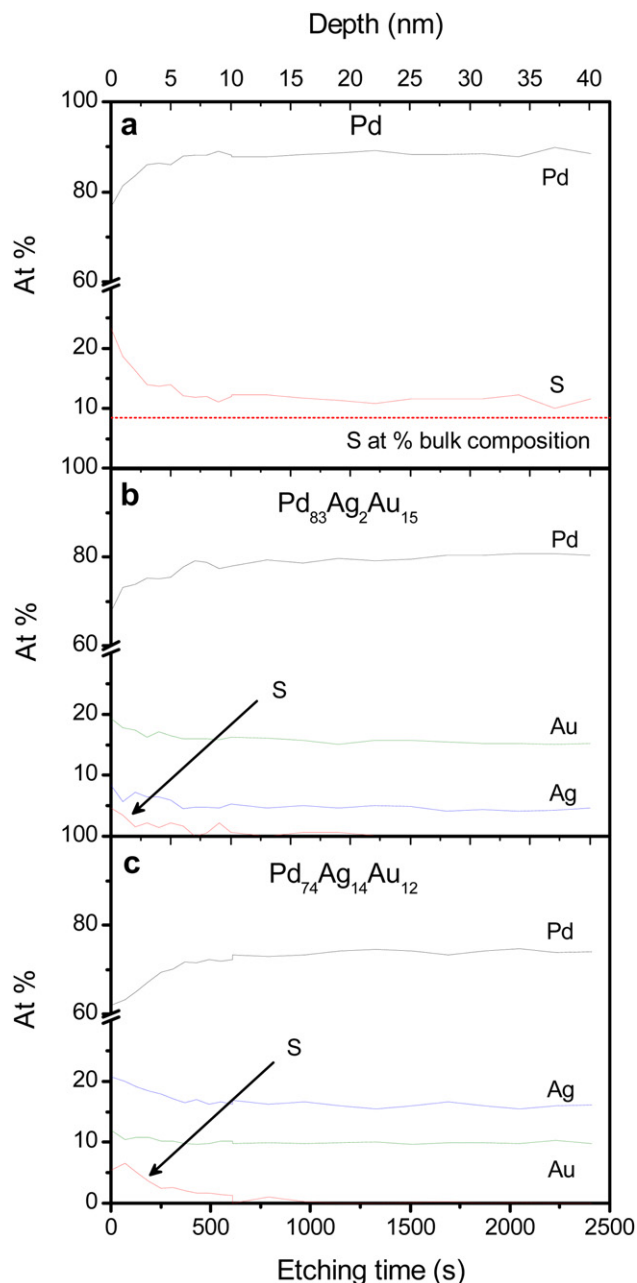 Depth (nm)
0 5 10 15 20 25 30 35 40
100
a
Pd
Pd
80
At %
60
20
S
10
S at % bulk composition
100
b
Pd83Ag2Au15
Pd
80
At %
60
S
20
Au
10
Ag
100
c
Pd74Ag14Au12
Pd
80
At %
60
S
20
Ag
10
Au
0
0 500 1000 1500 2000 2500
Etching time (s)